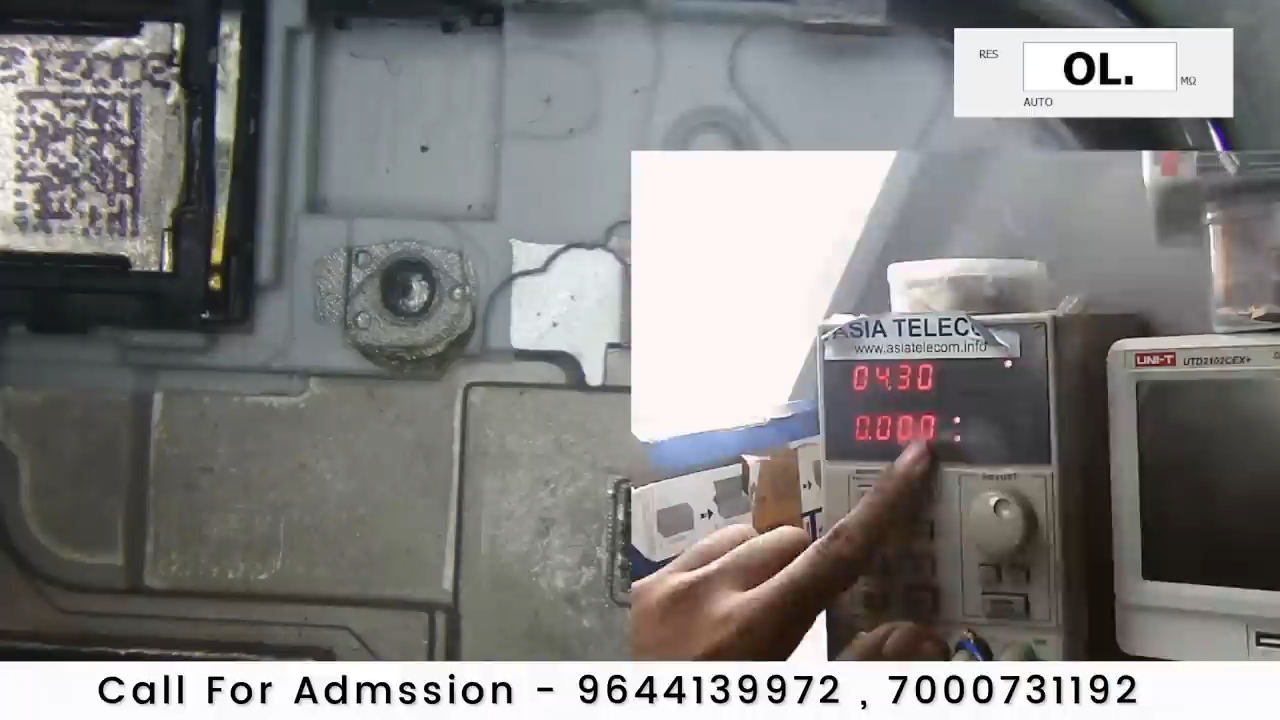 RES
OL.
MΩ
AUTO
ASIA TELECO
www.asiatelecom.info
04.30
0.000
UNI-T UTD2102CEX+
Call For Admssion - 9644139972 , 7000731192